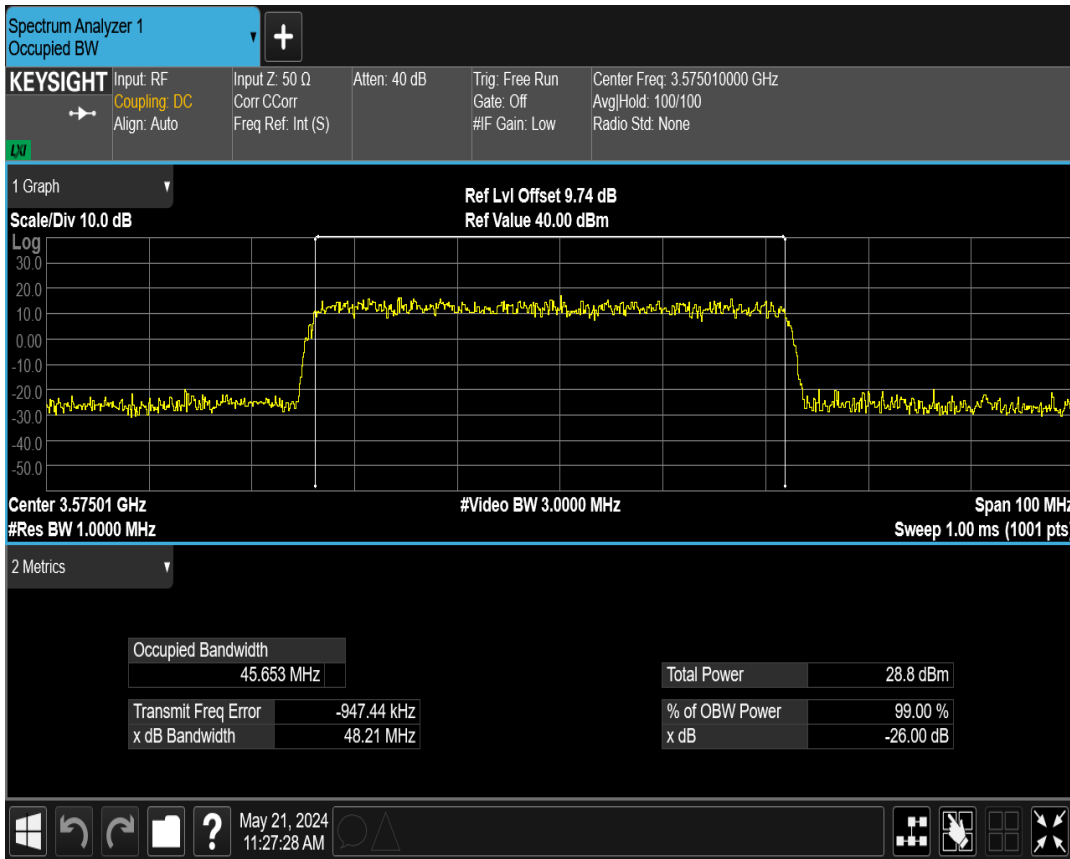 Spectrum Analyzer 1
Occupied BW
KEYSIGHT
Input: RF
Coupling: DC
Align: Auto
Input Z: 50 Ω
Corr CCorr
Freq Ref: Int (S)
Atten: 40 dB
Trig: Free Run
Gate: Off
#IF Gain: Low
Center Freq: 3.575010000 GHz
Avg|Hold: 100/100
Radio Std: None
LXI
1 Graph
Scale/Div 10.0 dB
Ref Lvl Offset 9.74 dB
Ref Value 40.00 dBm
Log
30.0
20.0
10.0
0.00
-10.0
-20.0
-30.0
-40.0
-50.0
Center 3.57501 GHz
#Video BW 3.0000 MHz
Span 100 MHz
#Res BW 1.0000 MHz
Sweep 1.00 ms (1001 pts)
2 Metrics
Occupied Bandwidth
45.653 MHz
Total Power 28.8 dBm
Transmit Freq Error -947.44 kHz
% of OBW Power 99.00 %
x dB Bandwidth 48.21 MHz
x dB -26.00 dB
?
May 21, 2024
11:27:28 AM